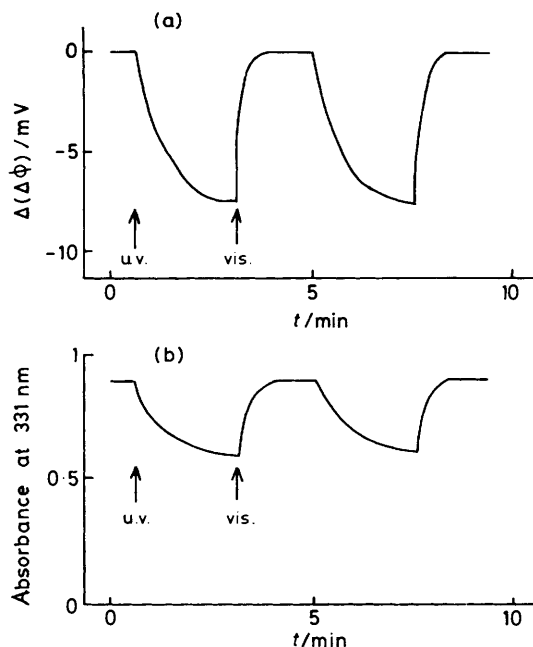 (a)
0
-5
-10
Δ(Δϕ)/mV
u.v.
vis.
0
5
10
t/min
(b)
1
0·5
0
Absorbance at 331 nm
u.v.
vis.
0
5
10
t/min